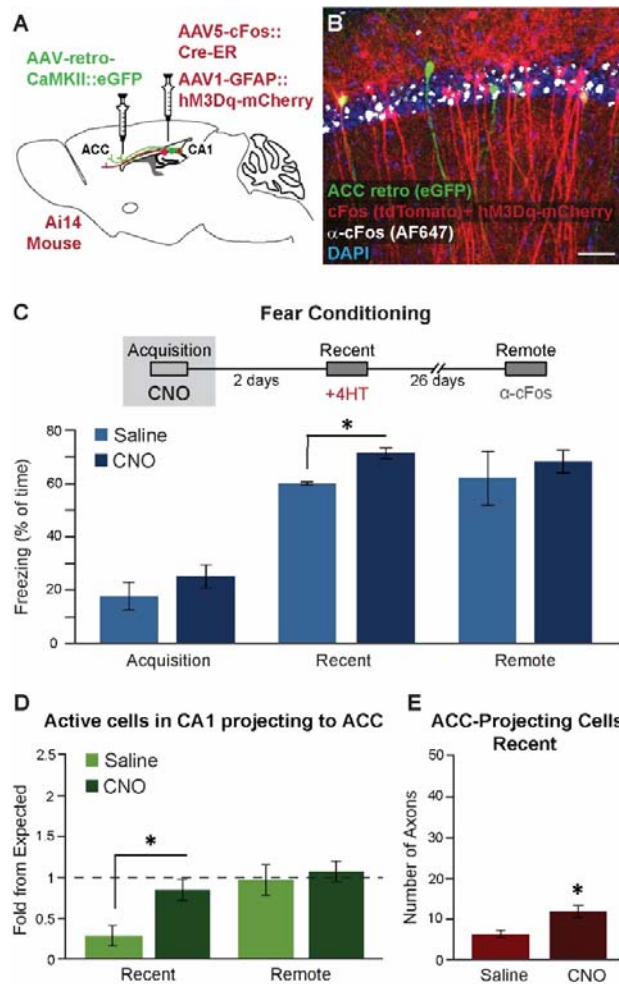 A
AAV-retro-
CaMKII::eGFP
AAV5-cFos::
Cre-ER
AAV1-GFAP::
hM3Dq-mCherry
ACC
CA1
Ai14
Mouse
B
ACC retro (eGFP)
cFos (tdTomato)+ hM3Dq-mCherry
α-cFos (AF647)
DAPI
C
Fear Conditioning
Acquisition
Recent
Remote
CNO
2 days
+4HT
26 days
α-cFos
Freezing (% of time)
80
60
40
20
0
Saline
CNO
*
Acquisition
Recent
Remote
D
Active cells in CA1 projecting to ACC
Fold from Expected
2.5
2
1.5
1
0.5
0
Saline
CNO
*
Recent
Remote
E
ACC-Projecting Cells
Recent
Number of Axons
50
40
30
20
10
0
*
Saline
CNO